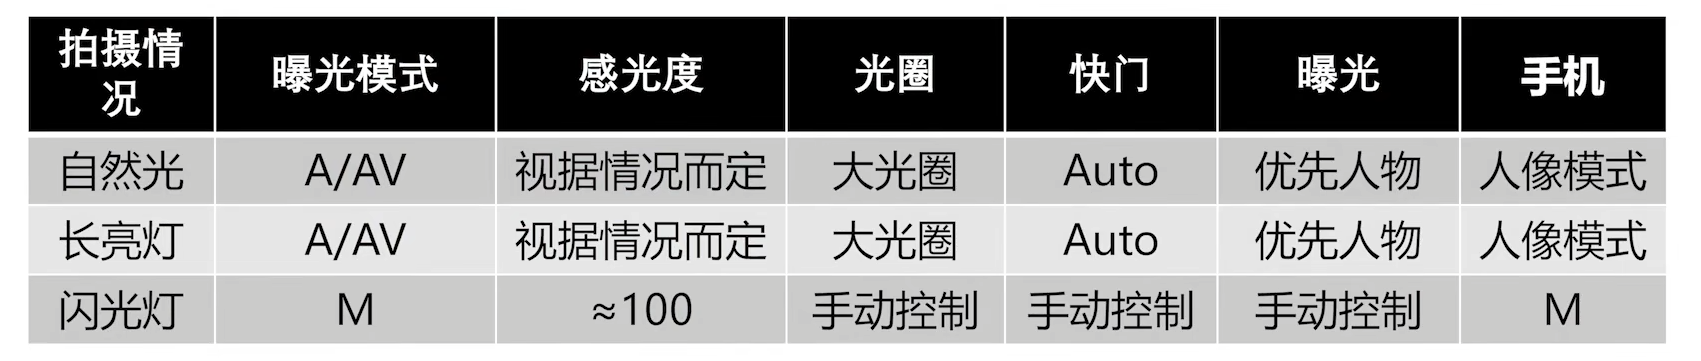 拍摄情况 曝光模式 感光度 光圈 快门 曝光 手机
自然光 A/AV 视据情况而定 大光圈 Auto 优先人物 人像模式
长亮灯 A/AV 视据情况而定 大光圈 Auto 优先人物 人像模式
闪光灯 M ≈100 手动控制 手动控制 手动控制 M